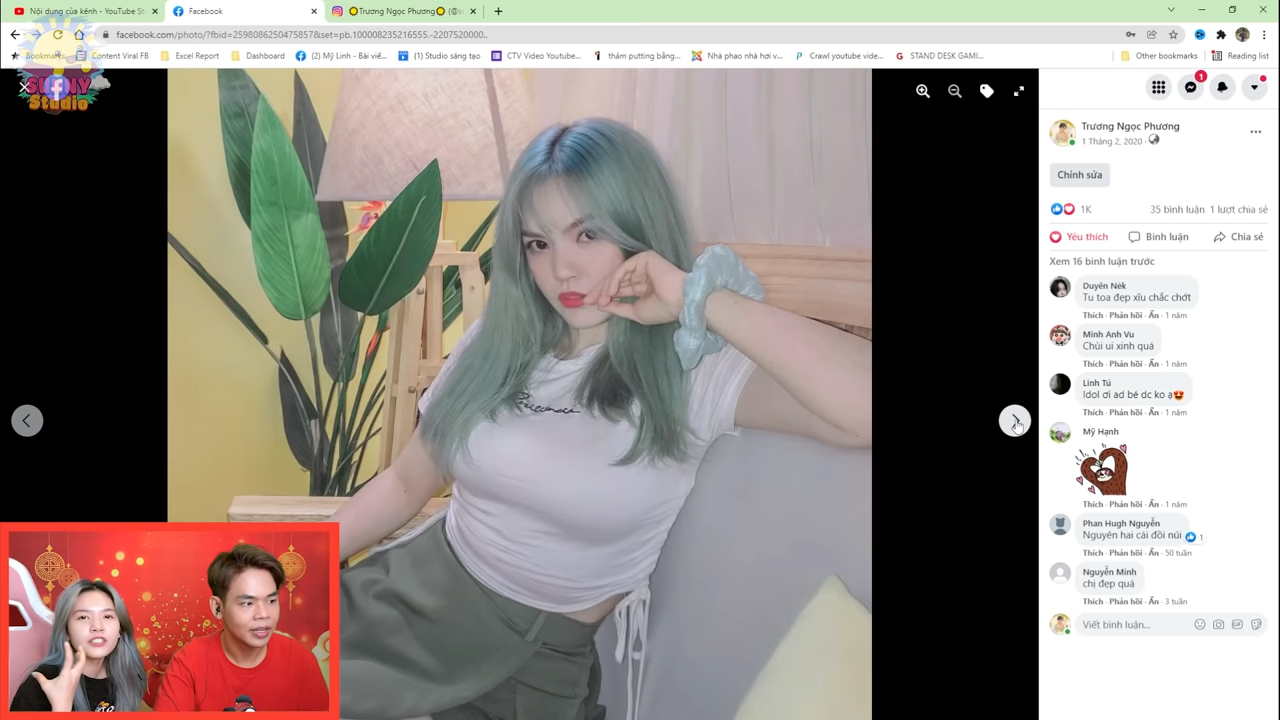 Nội dung của kênh - YouTube St
Facebook
Trương Ngọc Phương
facebook.com/photo/?fbid=2598086250475857&set=pb.100008235216555.-2207520000..
Bookmarks
Content Viral FB
Excel Report
Dashboard
(2) Mỹ Linh - Bài viế...
(1) Studio sáng tạo
CTV Video Youtube...
thảm putting bằng...
Nhà phao nhà hơi v...
Crawl youtube vide...
STAND DESK GAMI...
Other bookmarks
Reading list
SUNNY
Studio
1
Trương Ngọc Phương
1 Tháng 2, 2020 ·
Chỉnh sửa
1K
35 bình luận 1 lượt chia sẻ
Yêu thích
Bình luận
Chia sẻ
Xem 16 bình luận trước
Duyên Nék
Tu toa đẹp xĩu chắc chớt
Thích · Phản hồi · Ẩn · 1 năm
Minh Anh Vu
Chùi ui xinh quá
Thích · Phản hồi · Ẩn · 1 năm
Linh Tú
Idol ơi ad bé dc ko ạ
Thích · Phản hồi · Ẩn · 1 năm
Mỹ Hạnh
Thích · Phản hồi · Ẩn · 1 năm
Phan Hugh Nguyễn
Nguyên hai cái đồi núi
1
Thích · Phản hồi · Ẩn · 50 tuần
Nguyễn Minh
chị đẹp quá
Thích · Phản hồi · Ẩn · 3 tuần
Viết bình luận...